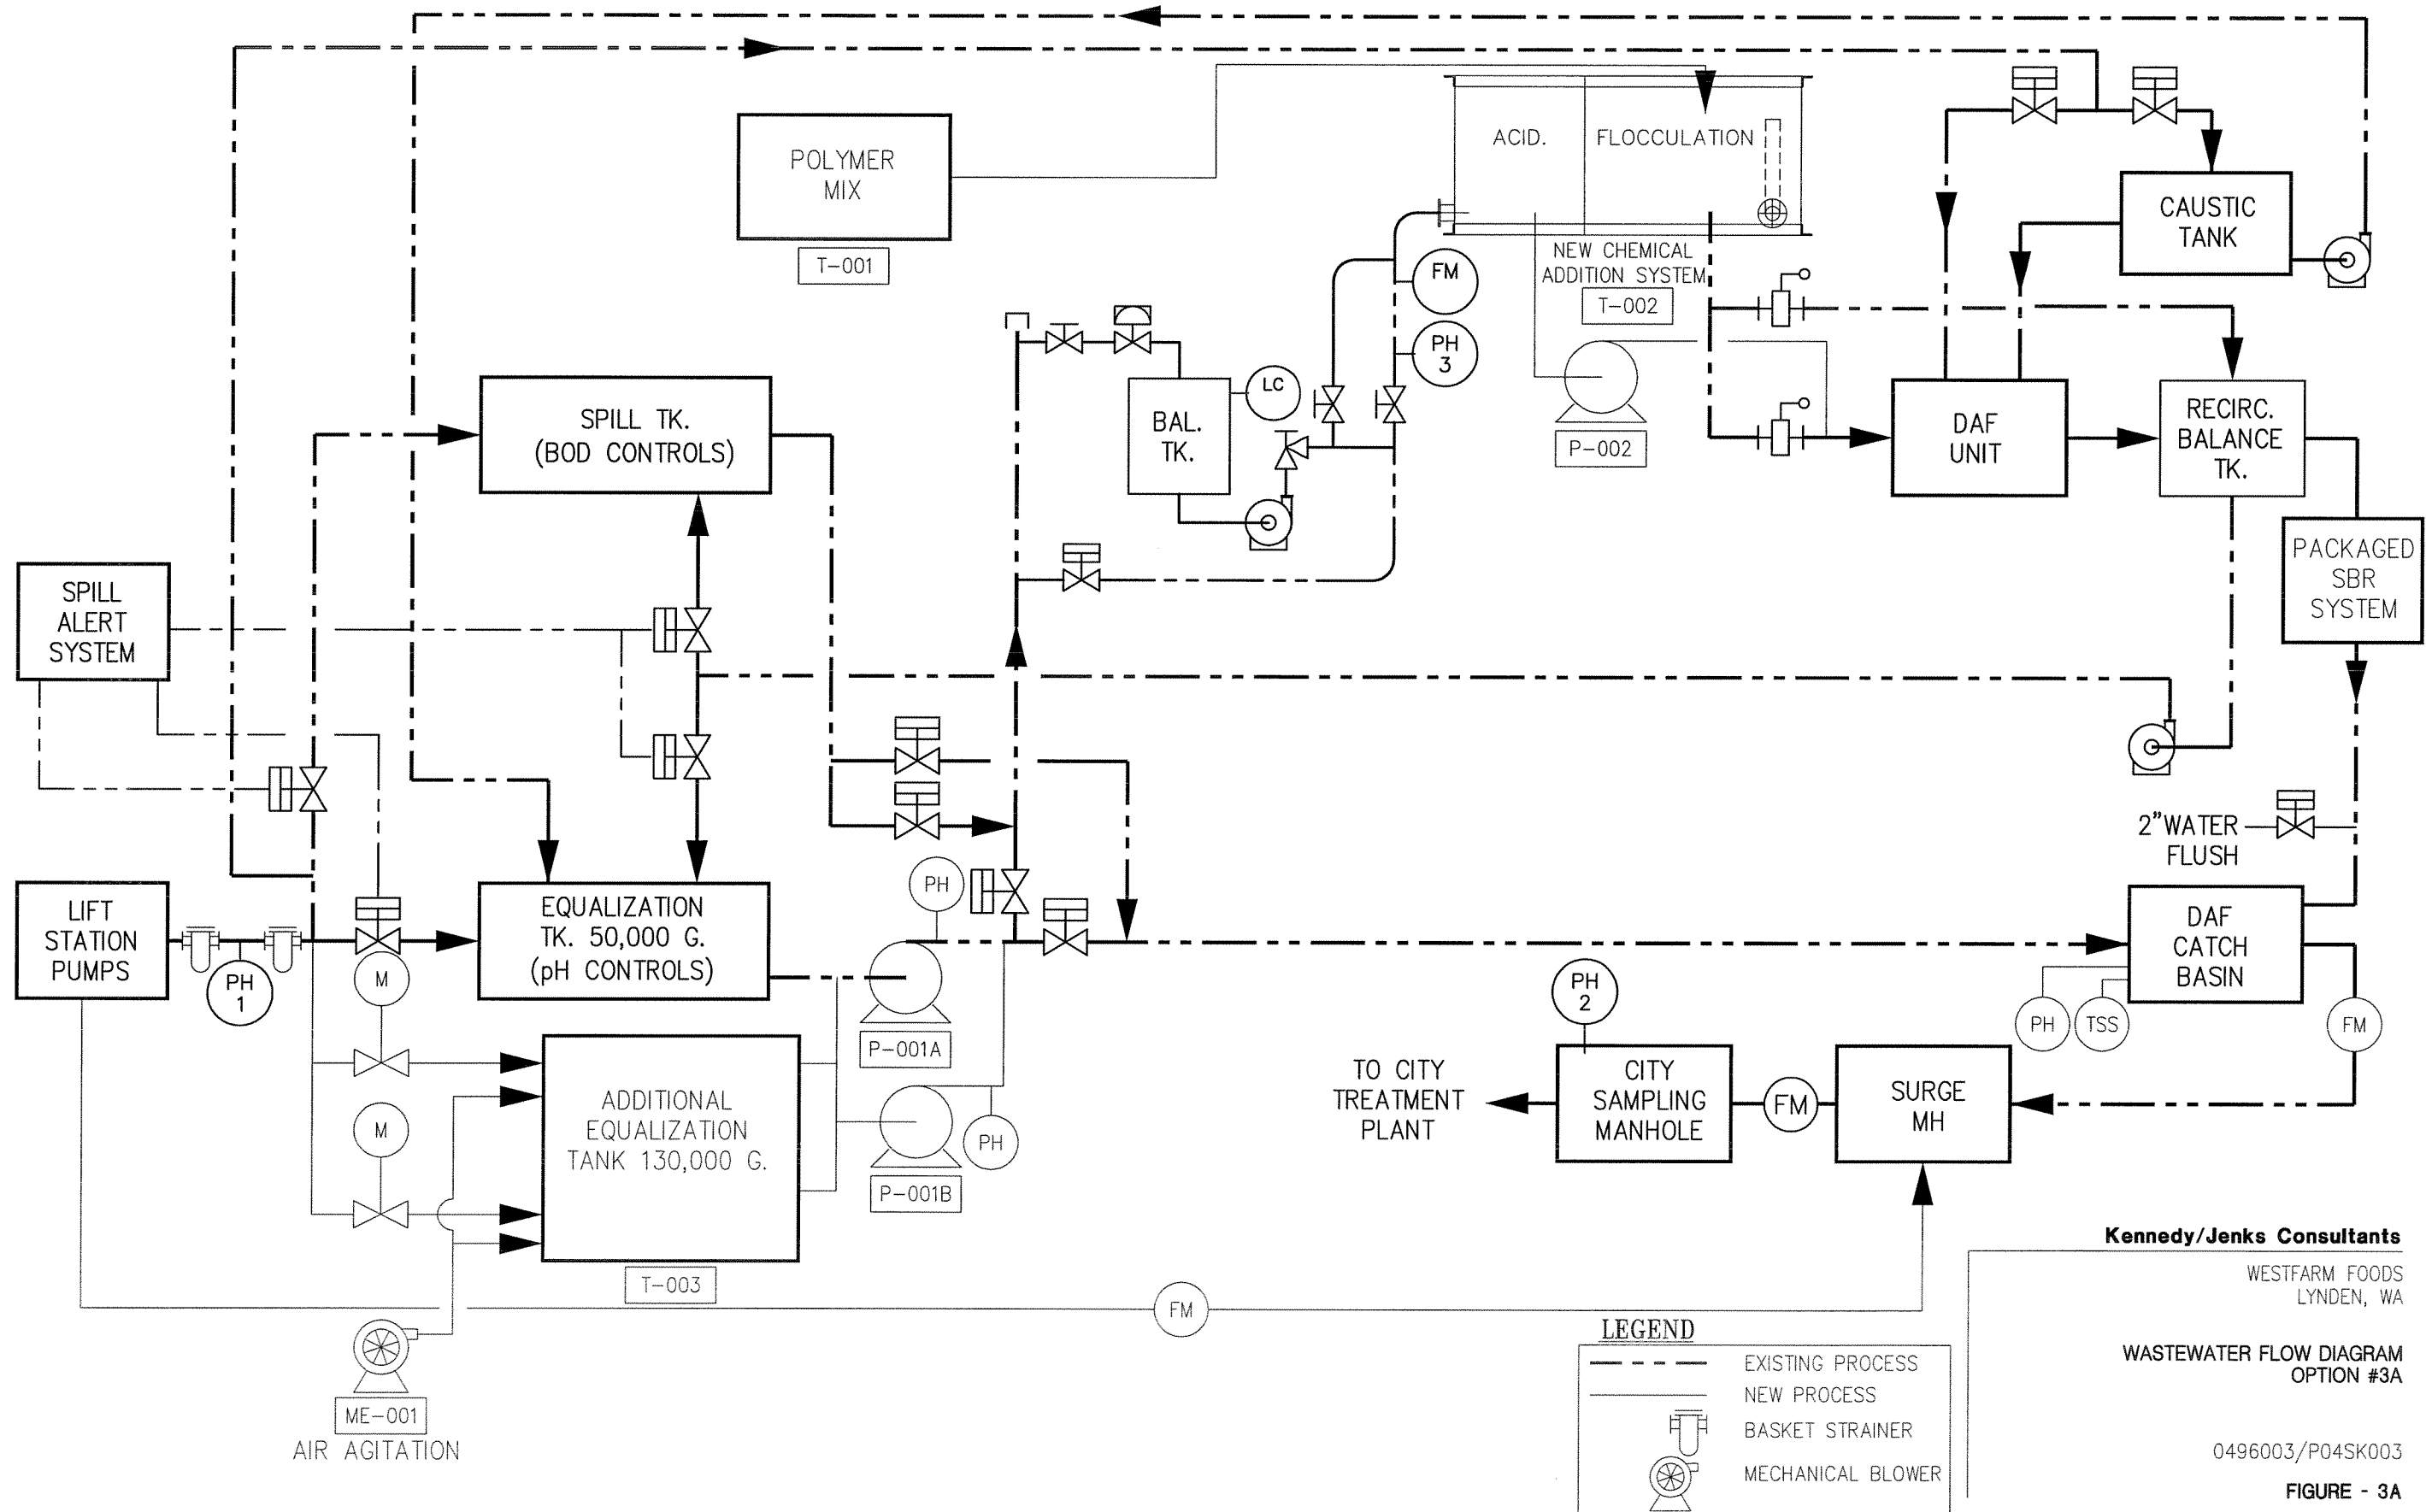 POLYMER
MIX
T-001
ACID.
FLOCCULATION
NEW CHEMICAL
ADDITION SYSTEM
T-002
CAUSTIC
TANK
FM
PH
3
LC
BAL.
TK.
P-002
DAF
UNIT
RECIRC.
BALANCE
TK.
PACKAGED
SBR
SYSTEM
SPILL TK.
(BOD CONTROLS)
SPILL
ALERT
SYSTEM
LIFT
STATION
PUMPS
PH
1
M
EQUALIZATION
TK. 50,000 G.
(pH CONTROLS)
PH
P-001A
2"WATER
FLUSH
DAF
CATCH
BASIN
PH
TSS
FM
M
ADDITIONAL
EQUALIZATION
TANK 130,000 G.
T-003
P-001B
PH
PH
2
TO CITY
TREATMENT
PLANT
CITY
SAMPLING
MANHOLE
FM
SURGE
MH
FM
ME-001
AIR AGITATION
LEGEND
EXISTING PROCESS
NEW PROCESS
BASKET STRAINER
MECHANICAL BLOWER
Kennedy/Jenks Consultants
WESTFARM FOODS
LYNDEN, WA
WASTEWATER FLOW DIAGRAM
OPTION #3A
0496003/P04SK003
FIGURE - 3A